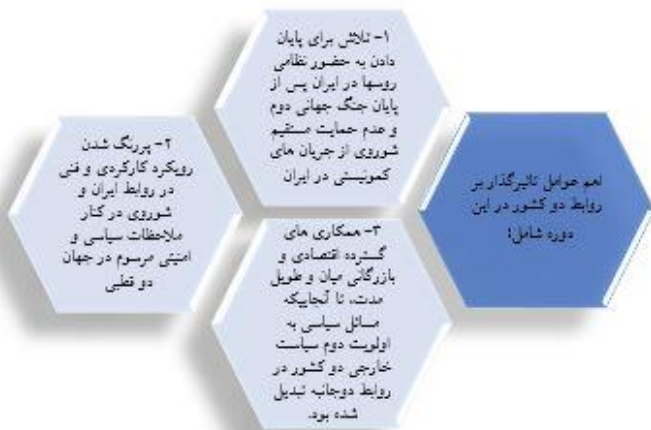 اهم عوامل تاثیرگذار بر
روابط دو کشور در این
دوره شامل:
۱- تلاش برای پایان
دادن به حضور نظامی
روسها در ایران پس از
پایان جنگ جهانی دوم
و عدم حمایت مستقیم
شوروی از جریان های
کمونیستی در ایران
۲- پررنگ شدن
رویکرد کارکردی و فنی
در روابط ایران و
شوروی در کنار
ملاحظات سیاسی و
امنیتی مرسوم در جهان
دو قطبی
۳- همکاری های
گسترده اقتصادی و
بازرگانی میان و طویل
مدت، تا آنجاییکه
مسائل سیاسی به
اولویت دوم سیاست
خارجی دو کشور در
روابط دوجانبه تبدیل
شده بود.